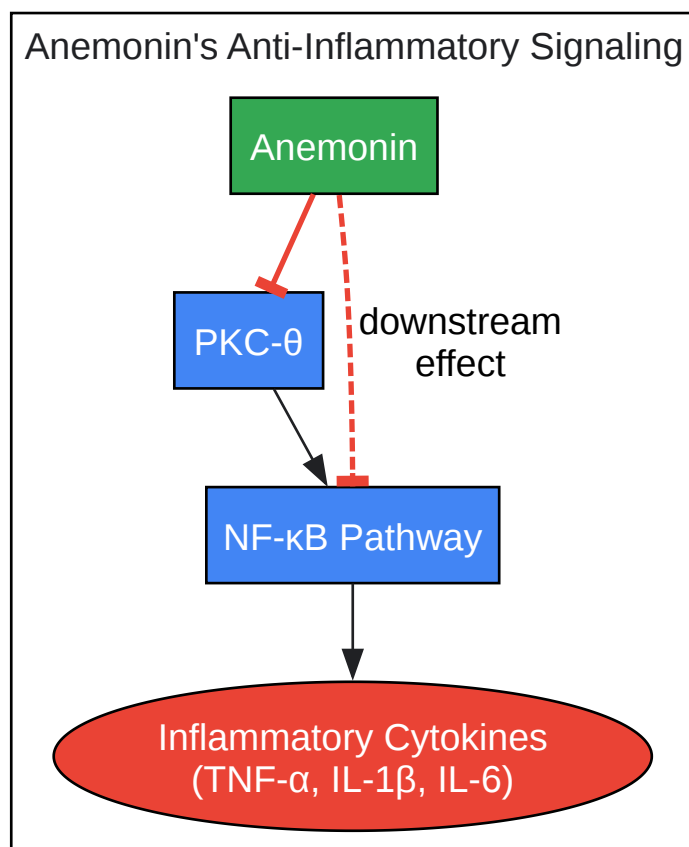 Anemonin's Anti-Inflammatory Signaling
Anemonin
PKC-θ
downstream
effect
NF-κB Pathway
Inflammatory Cytokines
(TNF-α, IL-1β, IL-6)